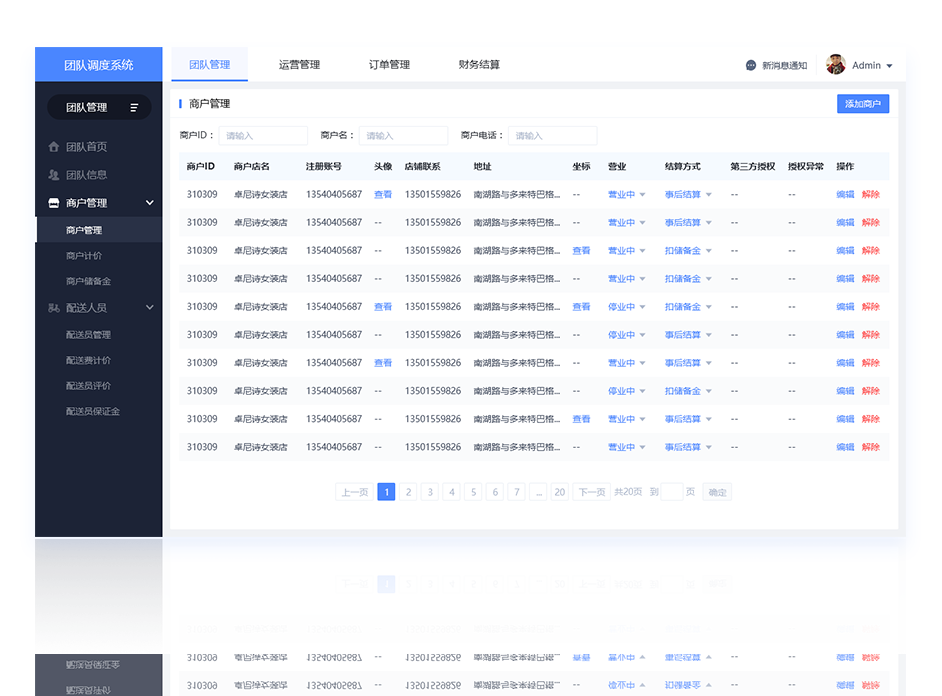 团队调度系统 团队管理 运营管理 订单管理 财务结算 新消息通知 Admin
团队管理
团队首页
团队信息
商户管理
商户管理
商户计价
商户储备金
配送人员
配送员管理
配送费计价
配送员评价
配送员保证金
商户管理 添加商户
商户ID： 请输入 商户名： 请输入 商户电话： 请输入
商户ID 商户店名 注册账号 头像 店铺联系 地址 坐标 营业 结算方式 第三方授权 授权异常 操作
310309 卓尼诗女装店 13540405687 查看 13501559826 南湖路与多来特巴格... -- 营业中 事后结算 -- -- 编辑 解除
310309 卓尼诗女装店 13540405687 -- 13501559826 南湖路与多来特巴格... -- 营业中 事后结算 -- -- 编辑 解除
310309 卓尼诗女装店 13540405687 -- 13501559826 南湖路与多来特巴格... 查看 营业中 扣储备金 -- -- 编辑 解除
310309 卓尼诗女装店 13540405687 -- 13501559826 南湖路与多来特巴格... -- 营业中 扣储备金 -- -- 编辑 解除
310309 卓尼诗女装店 13540405687 查看 13501559826 南湖路与多来特巴格... 查看 停业中 扣储备金 -- -- 编辑 解除
310309 卓尼诗女装店 13540405687 -- 13501559826 南湖路与多来特巴格... -- 停业中 事后结算 -- -- 编辑 解除
310309 卓尼诗女装店 13540405687 查看 13501559826 南湖路与多来特巴格... -- 营业中 事后结算 -- -- 编辑 解除
310309 卓尼诗女装店 13540405687 -- 13501559826 南湖路与多来特巴格... -- 停业中 扣储备金 -- -- 编辑 解除
310309 卓尼诗女装店 13540405687 -- 13501559826 南湖路与多来特巴格... 查看 营业中 事后结算 -- -- 编辑 解除
310309 卓尼诗女装店 13540405687 -- 13501559826 南湖路与多来特巴格... -- 营业中 事后结算 -- -- 编辑 解除
上一页 1 2 3 4 5 6 7 ... 20 下一页 共20页 到 页 确定